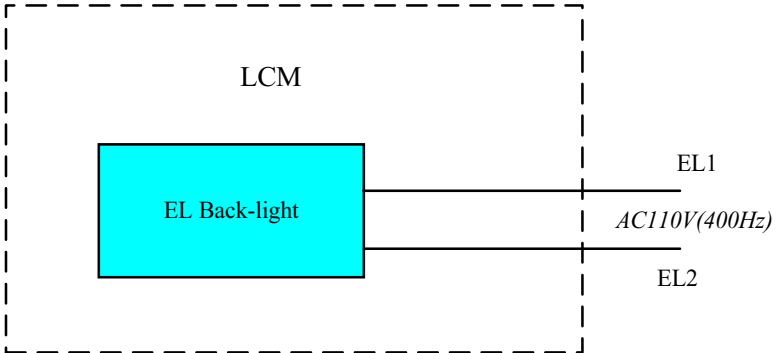 LCM
EL1
EL Back-light
AC110V(400Hz)
EL2